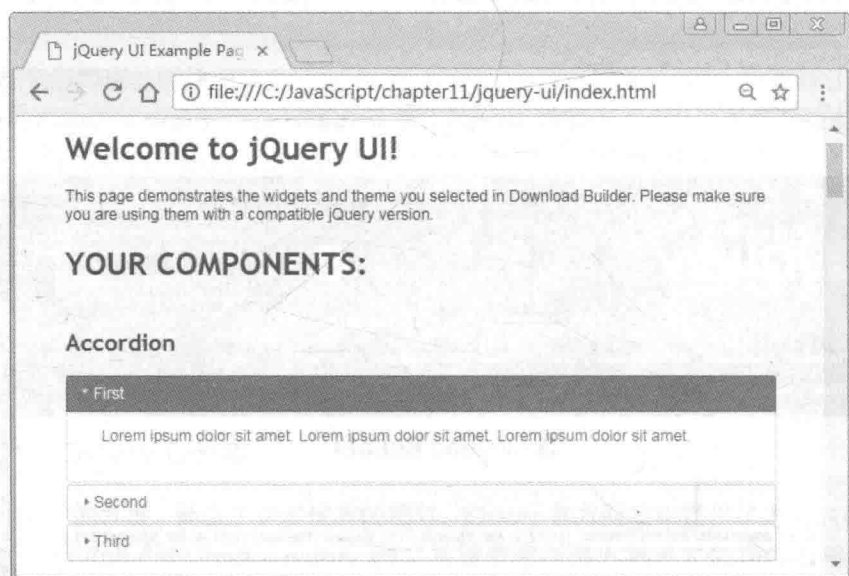 jQuery UI Example Pag
file:///C:/JavaScript/chapter11/jquery-ui/index.html
Welcome to jQuery UI!
This page demonstrates the widgets and theme you selected in Download Builder. Please make sure
you are using them with a compatible jQuery version.
YOUR COMPONENTS:
Accordion
First
Lorem ipsum dolor sit amet. Lorem ipsum dolor sit amet. Lorem ipsum dolor sit amet.
Second
Third